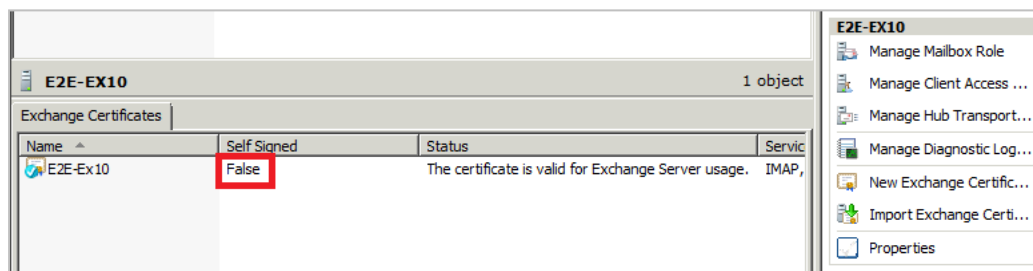 E2E-EX10 1 object
Exchange Certificates
Name Self Signed Status Servic
E2E-Ex10 False The certificate is valid for Exchange Server usage. IMAP,
E2E-EX10
Manage Mailbox Role
Manage Client Access ...
Manage Hub Transport...
Manage Diagnostic Log...
New Exchange Certific...
Import Exchange Certi...
Properties